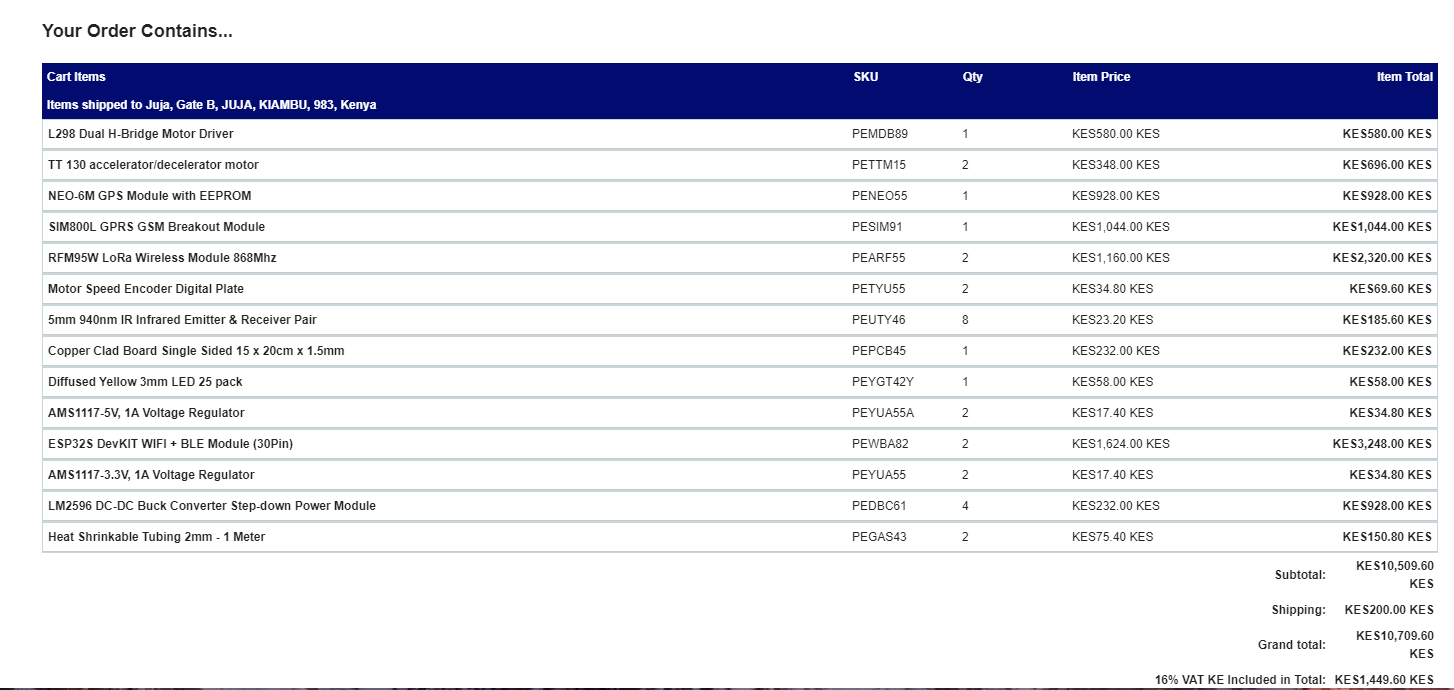 Your Order Contains...
Cart Items SKU Qty Item Price Item Total
Items shipped to Juja, Gate B, JUJA, KIAMBU, 983, Kenya
L298 Dual H-Bridge Motor Driver PEMDB89 1 KES580.00 KES KES580.00 KES
TT 130 accelerator/decelerator motor PETTM15 2 KES348.00 KES KES696.00 KES
NEO-6M GPS Module with EEPROM PENEO55 1 KES928.00 KES KES928.00 KES
SIM800L GPRS GSM Breakout Module PESIM91 1 KES1,044.00 KES KES1,044.00 KES
RFM95W LoRa Wireless Module 868Mhz PEARF55 2 KES1,160.00 KES KES2,320.00 KES
Motor Speed Encoder Digital Plate PETYU55 2 KES34.80 KES KES69.60 KES
5mm 940nm IR Infrared Emitter & Receiver Pair PEUTY46 8 KES23.20 KES KES185.60 KES
Copper Clad Board Single Sided 15 x 20cm x 1.5mm PEPCB45 1 KES232.00 KES KES232.00 KES
Diffused Yellow 3mm LED 25 pack PEYGT42Y 1 KES58.00 KES KES58.00 KES
AMS1117-5V, 1A Voltage Regulator PEYUA55A 2 KES17.40 KES KES34.80 KES
ESP32S DevKIT WIFI + BLE Module (30Pin) PEWBA82 2 KES1,624.00 KES KES3,248.00 KES
AMS1117-3.3V, 1A Voltage Regulator PEYUA55 2 KES17.40 KES KES34.80 KES
LM2596 DC-DC Buck Converter Step-down Power Module PEDBC61 4 KES232.00 KES KES928.00 KES
Heat Shrinkable Tubing 2mm - 1 Meter PEGAS43 2 KES75.40 KES KES150.80 KES
Subtotal: KES10,509.60
KES
Shipping: KES200.00 KES
Grand total: KES10,709.60
KES
16% VAT KE Included in Total: KES1,449.60 KES